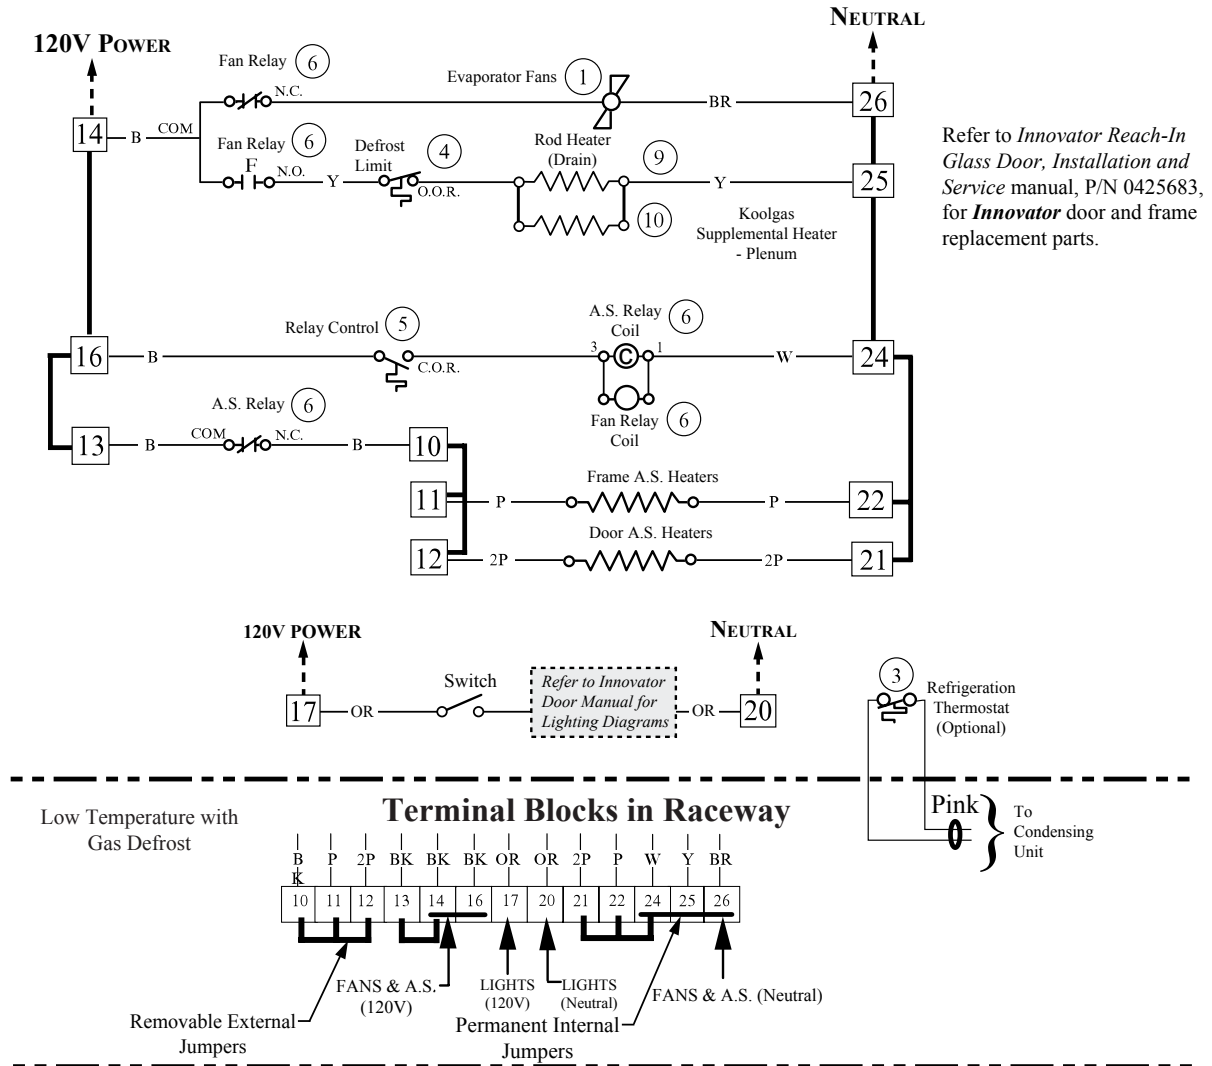 NEUTRAL
120V POWER
Fan Relay 6
N.C.
Evaporator Fans 1
BR
26
14
B
COM
Fan Relay 6
F
N.O.
Y
Defrost
Limit
4
O.O.R.
Rod Heater
(Drain)
9
Y
25
10
Koolgas
Supplemental Heater
- Plenum
Refer to Innovator Reach-In
Glass Door, Installation and
Service manual, P/N 0425683,
for Innovator door and frame
replacement parts.
Relay Control 5
A.S. Relay
Coil
6
16
B
C.O.R.
3
C
1
W
24
Fan Relay
Coil
6
A.S. Relay 6
13
B
COM
N.C.
B
10
Frame A.S. Heaters
11
P
P
22
Door A.S. Heaters
12
2P
2P
21
120V POWER
NEUTRAL
17
OR
Switch
Refer to Innovator
Door Manual for
Lighting Diagrams
OR
20
3
Refrigeration
Thermostat
(Optional)
Pink
To
Condensing
Unit
Low Temperature with
Gas Defrost
Terminal Blocks in Raceway
B
K
P 2P BK BK BK OR OR 2P P W Y BR
10 11 12 13 14 16 17 20 21 22 24 25 26
FANS & A.S.
(120V)
LIGHTS
(120V)
LIGHTS
(Neutral)
FANS & A.S. (Neutral)
Removable External
Jumpers
Permanent Internal
Jumpers